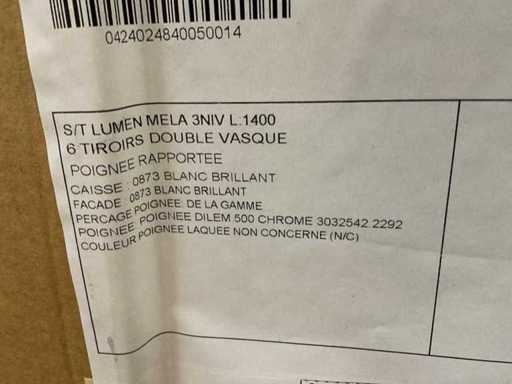 0424024840050014
S/T LUMEN MELA 3NIV L:1400
6 TIROIRS DOUBLE VASQUE
POIGNEE RAPPORTEE
CAISSE : 0873 BLANC BRILLANT
FACADE : 0873 BLANC BRILLANT
PERCAGE POIGNEE: DE LA GAMME
POIGNEE: POIGNEE DILEM 500 CHROME 3032542.2292
COULEUR POIGNEE LAQUEE NON CONCERNE (N/C)